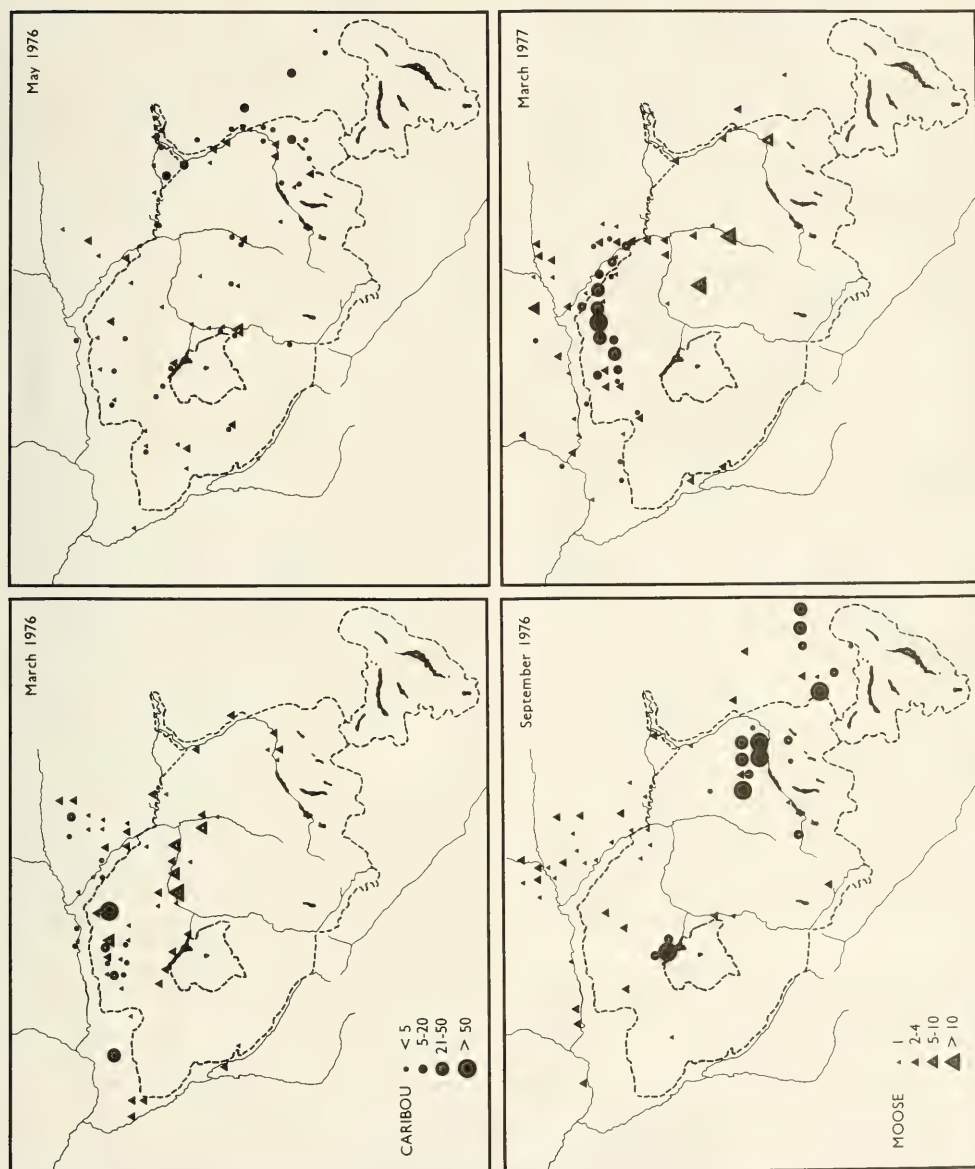 March 1976
CARIBOU
< 5
5-20
21-50
> 50
May 1976
September 1976
MOOSE
1
2-4
5-10
> 10
March 1977